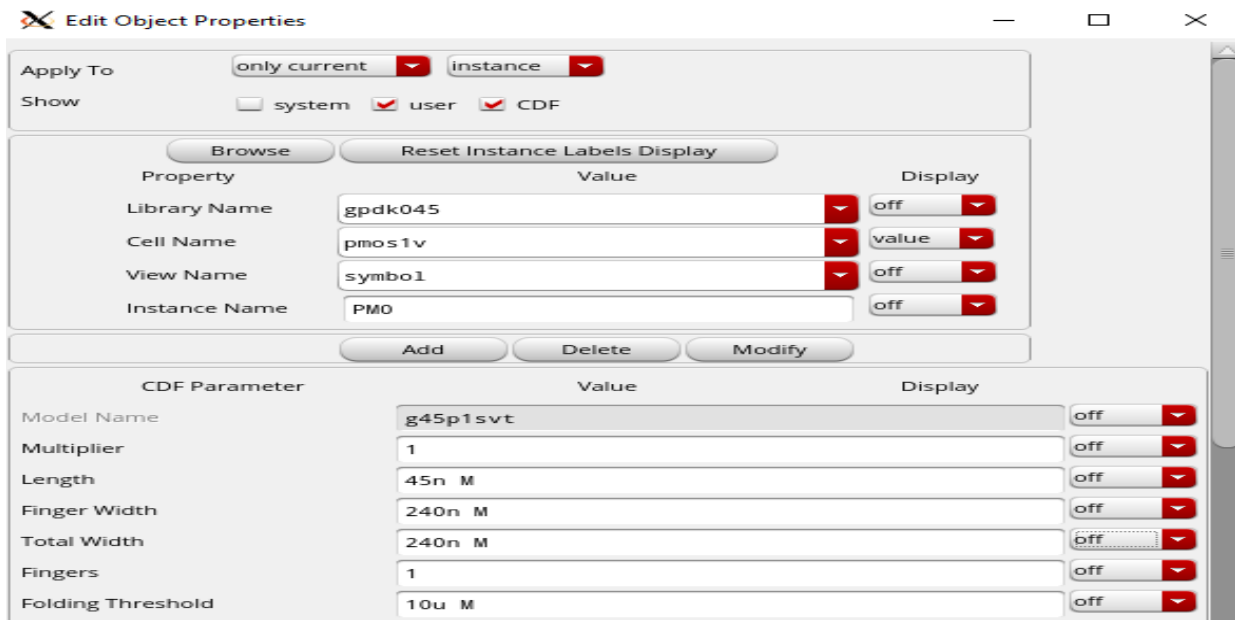 Edit Object Properties
Apply To only current instance
Show system user CDF
Browse Reset Instance Labels Display
Property Value Display
Library Name gpdk045 off
Cell Name pmos1v value
View Name symbol off
Instance Name PM0 off
Add Delete Modify
CDF Parameter Value Display
Model Name g45p1svt off
Multiplier 1 off
Length 45n M off
Finger Width 240n M off
Total Width 240n M off
Fingers 1 off
Folding Threshold 10u M off